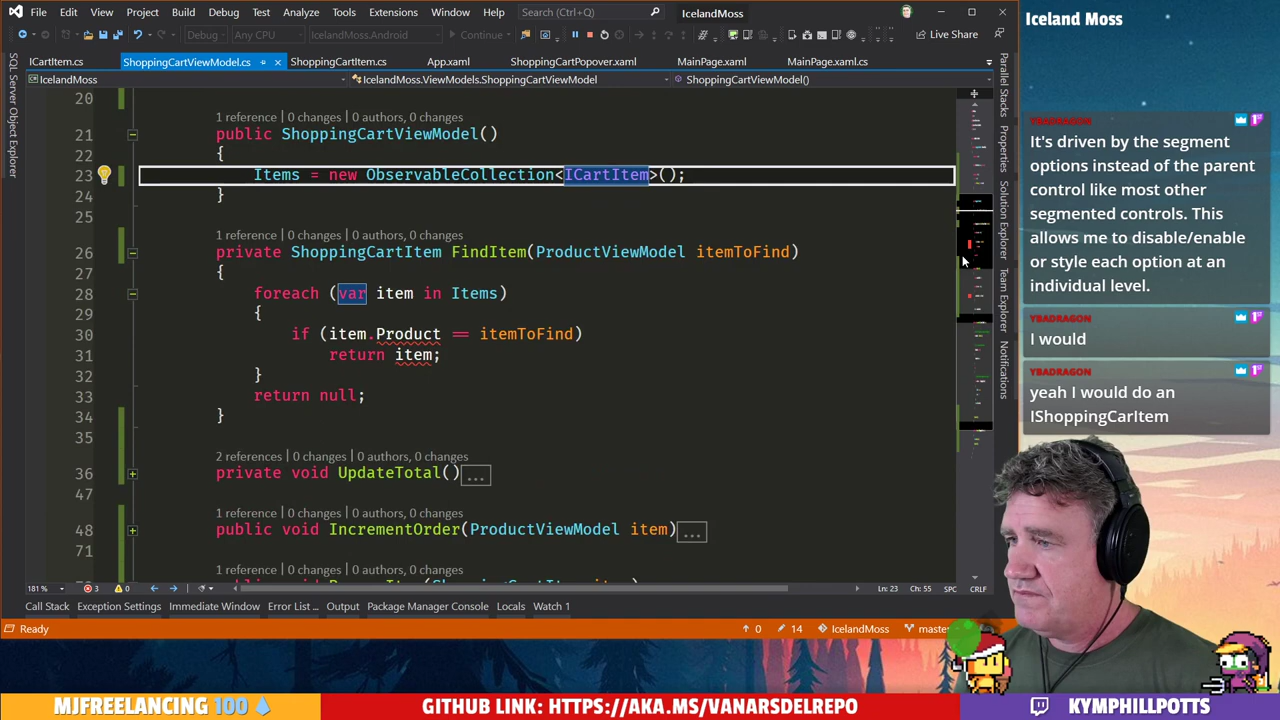 File Edit View Project Build Debug Test Analyze Tools Extensions Window Help Search (Ctrl+Q) IcelandMoss
Debug Any CPU IcelandMoss.Android Continue Live Share
ICartItem.cs ShoppingCartViewModel.cs ShoppingCartItem.cs App.xaml ShoppingCartPopover.xaml MainPage.xaml MainPage.xaml.cs
IcelandMoss IcelandMoss.ViewModels.ShoppingCartViewModel ShoppingCartViewModel()
SQL Server Object Explorer
20
1 reference | 0 changes | 0 authors, 0 changes
21 public ShoppingCartViewModel()
22 {
23 Items = new ObservableCollection<ICartItem>();
24 }
25
1 reference | 0 changes | 0 authors, 0 changes
26 private ShoppingCartItem FindItem(ProductViewModel itemToFind)
27 {
28 foreach (var item in Items)
29 {
30 if (item.Product == itemToFind)
31 return item;
32 }
33 return null;
34 }
35
2 references | 0 changes | 0 authors, 0 changes
36 private void UpdateTotal()...
47
1 reference | 0 changes | 0 authors, 0 changes
48 public void IncrementOrder(ProductViewModel item)...
71
1 reference | 0 changes | 0 authors, 0 changes
181 % 3 0 Ln: 23 Ch: 55 SPC CRLF
Call Stack Exception Settings Immediate Window Error List ... Output Package Manager Console Locals Watch 1
Ready 0 14 IcelandMoss master
Parallel Stacks
Properties
Solution Explorer
Team Explorer
Notifications
Iceland Moss
YBADRAGON
It's driven by the segment
options instead of the parent
control like most other
segmented controls. This
allows me to disable/enable
or style each option at an
individual level.
YBADRAGON
I would
YBADRAGON
yeah I would do an
IShoppingCarItem
MJFREELANCING 100
GITHUB LINK: HTTPS://AKA.MS/VANARSDELREPO
KYMPHILLPOTTS